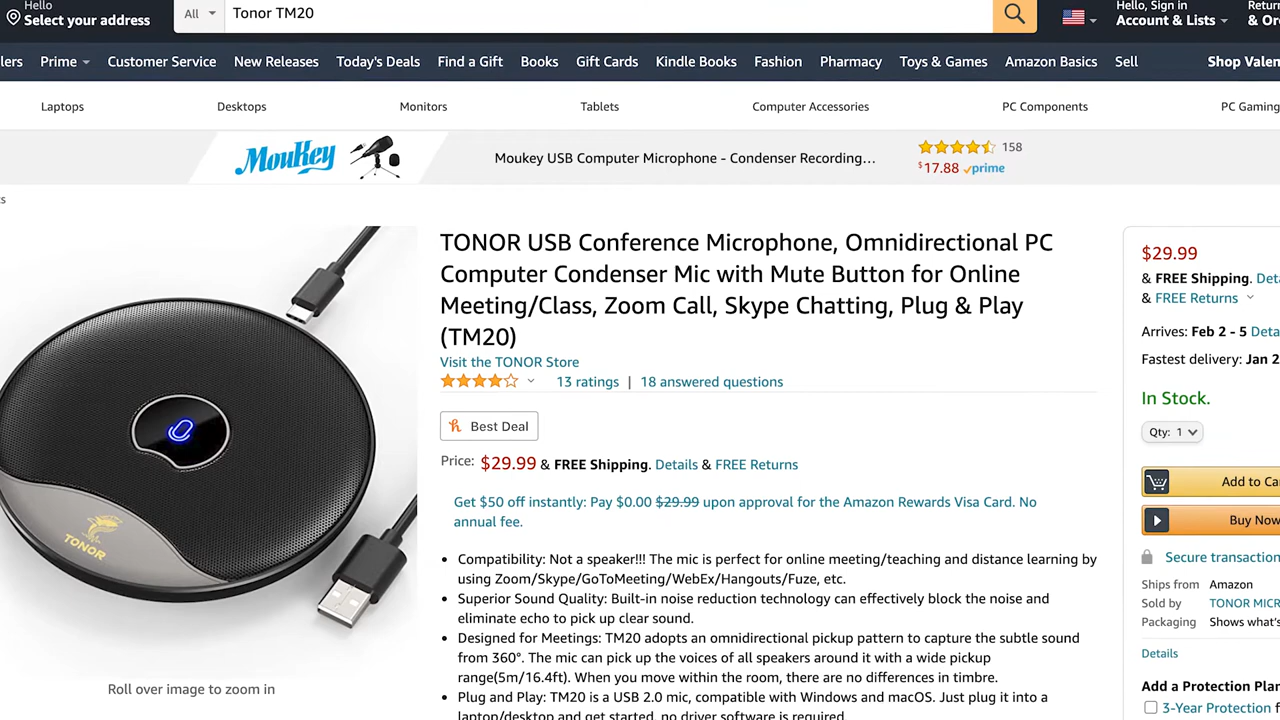 Hello
Select your address
All
Tonor TM20
Hello, Sign in
Account & Lists
Retur
& Or
lers
Prime
Customer Service
New Releases
Today's Deals
Find a Gift
Books
Gift Cards
Kindle Books
Fashion
Pharmacy
Toys & Games
Amazon Basics
Sell
Shop Valen
Laptops
Desktops
Monitors
Tablets
Computer Accessories
PC Components
PC Gaming
MouKey
Moukey USB Computer Microphone - Condenser Recording...
158
$17.88 prime
s
TONOR USB Conference Microphone, Omnidirectional PC
Computer Condenser Mic with Mute Button for Online
Meeting/Class, Zoom Call, Skype Chatting, Plug & Play
(TM20)
Visit the TONOR Store
13 ratings | 18 answered questions
Best Deal
Price: $29.99 & FREE Shipping. Details & FREE Returns
Get $50 off instantly: Pay $0.00 $29.99 upon approval for the Amazon Rewards Visa Card. No
annual fee.
• Compatibility: Not a speaker!!! The mic is perfect for online meeting/teaching and distance learning by
using Zoom/Skype/GoToMeeting/WebEx/Hangouts/Fuze, etc.
• Superior Sound Quality: Built-in noise reduction technology can effectively block the noise and
eliminate echo to pick up clear sound.
• Designed for Meetings: TM20 adopts an omnidirectional pickup pattern to capture the subtle sound
from 360°. The mic can pick up the voices of all speakers around it with a wide pickup
range(5m/16.4ft). When you move within the room, there are no differences in timbre.
• Plug and Play: TM20 is a USB 2.0 mic, compatible with Windows and macOS. Just plug it into a
laptop/desktop and get started, no driver software is required.
TONOR
Roll over image to zoom in
$29.99
& FREE Shipping. Deta
& FREE Returns
Arrives: Feb 2 - 5 Deta
Fastest delivery: Jan 2
In Stock.
Qty: 1
Add to Car
Buy Now
Secure transaction
Ships from Amazon
Sold by TONOR MICR
Packaging Shows what's
Details
Add a Protection Plan
3-Year Protection f